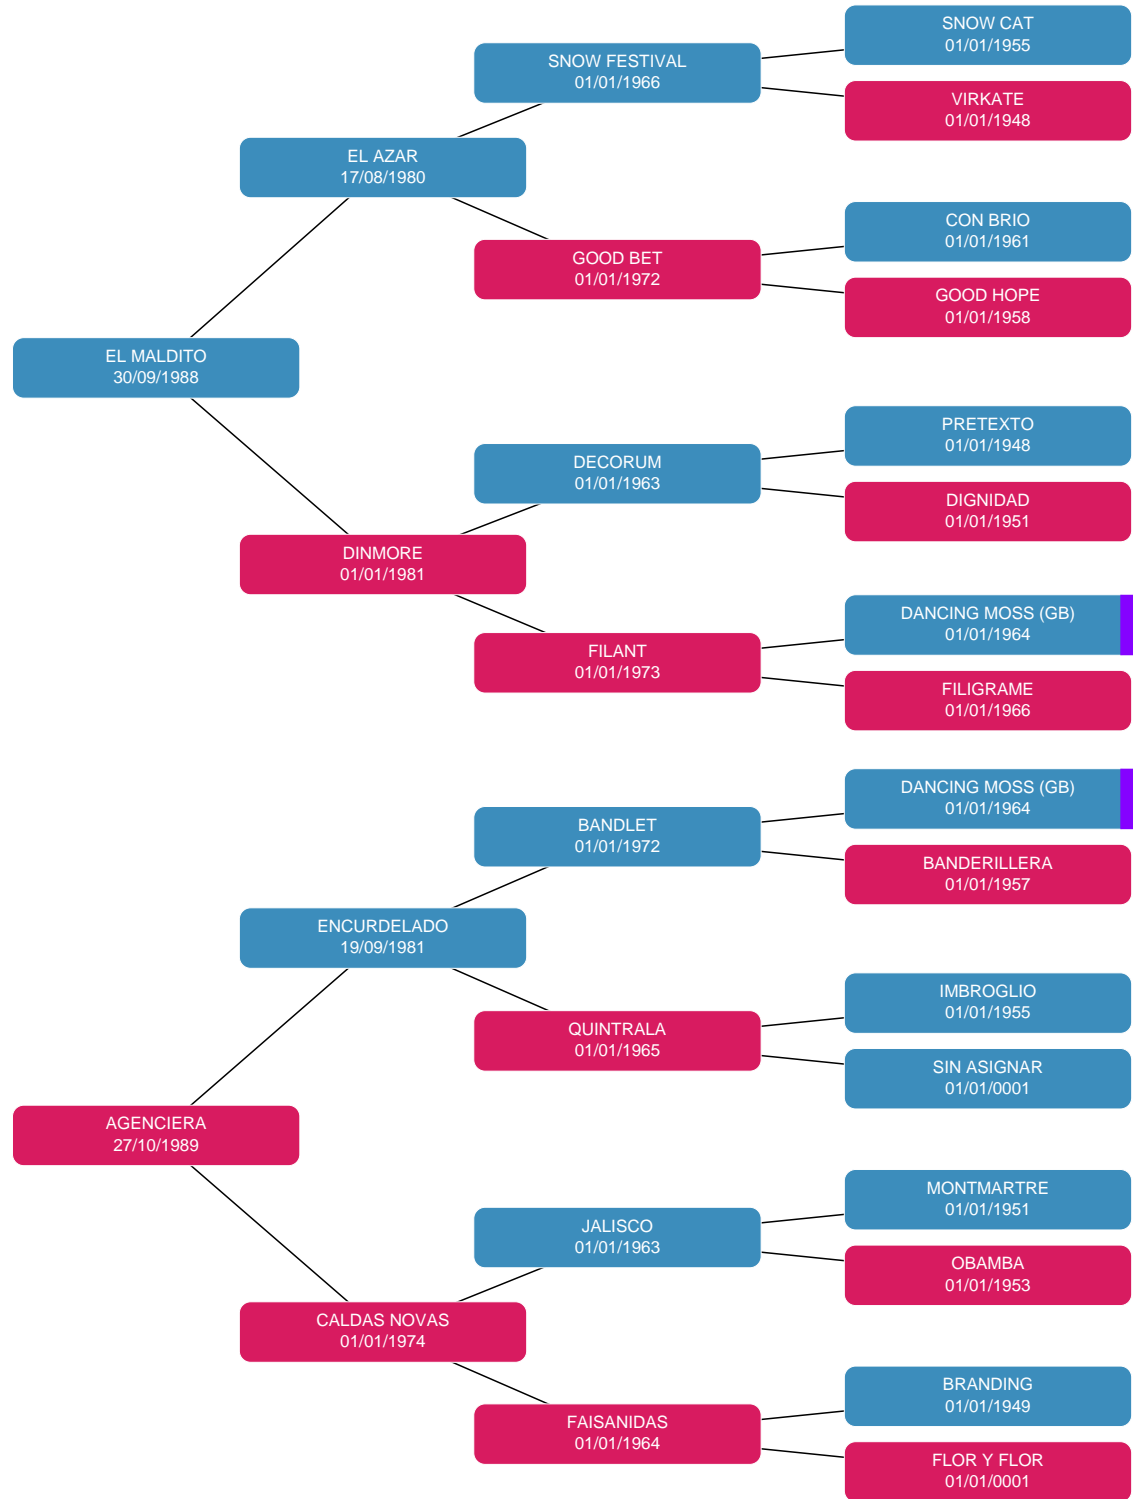 SNOW CAT
01/01/1955
SNOW FESTIVAL
01/01/1966
VIRKATE
01/01/1948
EL AZAR
17/08/1980
CON BRIO
01/01/1961
GOOD BET
01/01/1972
GOOD HOPE
01/01/1958
EL MALDITO
30/09/1988
PRETEXTO
01/01/1948
DECORUM
01/01/1963
DIGNIDAD
01/01/1951
DINMORE
01/01/1981
DANCING MOSS (GB)
01/01/1964
FILANT
01/01/1973
FILIGRAME
01/01/1966
DANCING MOSS (GB)
01/01/1964
BANDLET
01/01/1972
BANDERILLERA
01/01/1957
ENCURDELADO
19/09/1981
IMBROGLIO
01/01/1955
QUINTRALA
01/01/1965
SIN ASIGNAR
01/01/0001
AGENCIERA
27/10/1989
MONTMARTRE
01/01/1951
JALISCO
01/01/1963
OBAMBA
01/01/1953
CALDAS NOVAS
01/01/1974
BRANDING
01/01/1949
FAISANIDAS
01/01/1964
FLOR Y FLOR
01/01/0001